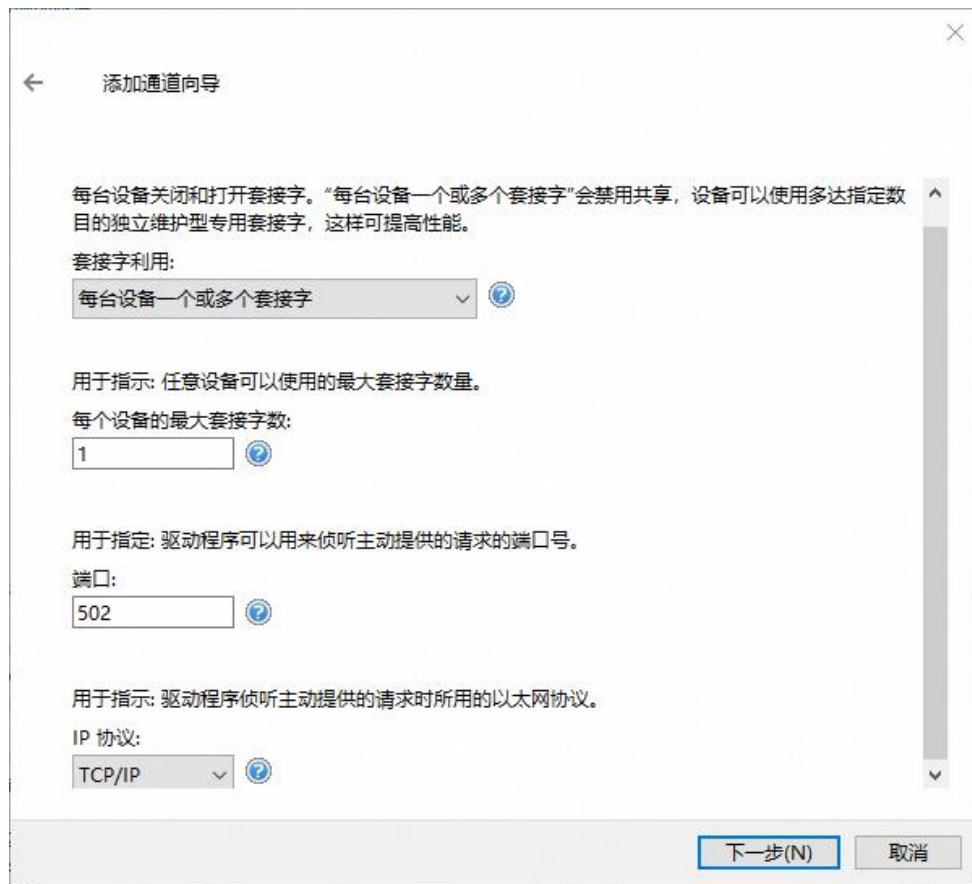 添加通道向导
每台设备关闭和打开套接字。“每台设备一个或多个套接字”会禁用共享，设备可以使用多达指定数
目的独立维护型专用套接字，这样可提高性能。
套接字利用:
每台设备一个或多个套接字
用于指示: 任意设备可以使用的最大套接字数量。
每个设备的最大套接字数:
1
用于指定: 驱动程序可以用来侦听主动提供的请求的端口号。
端口:
502
用于指示: 驱动程序侦听主动提供的请求时所用的以太网协议。
IP 协议:
TCP/IP
下一步(N)
取消